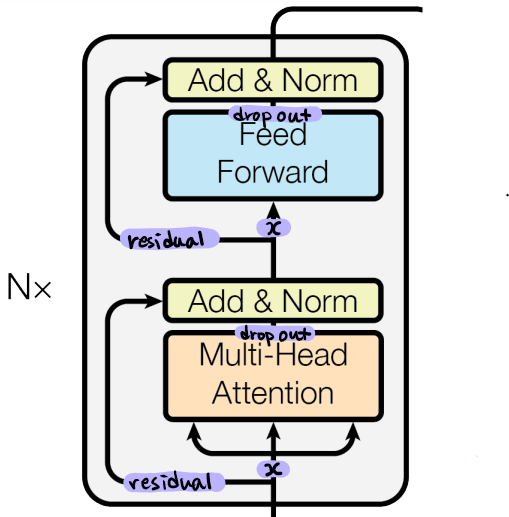 Add & Norm
drop out
Feed
Forward
x
residual
Nx
Add & Norm
drop out
Multi-Head
Attention
x
residual